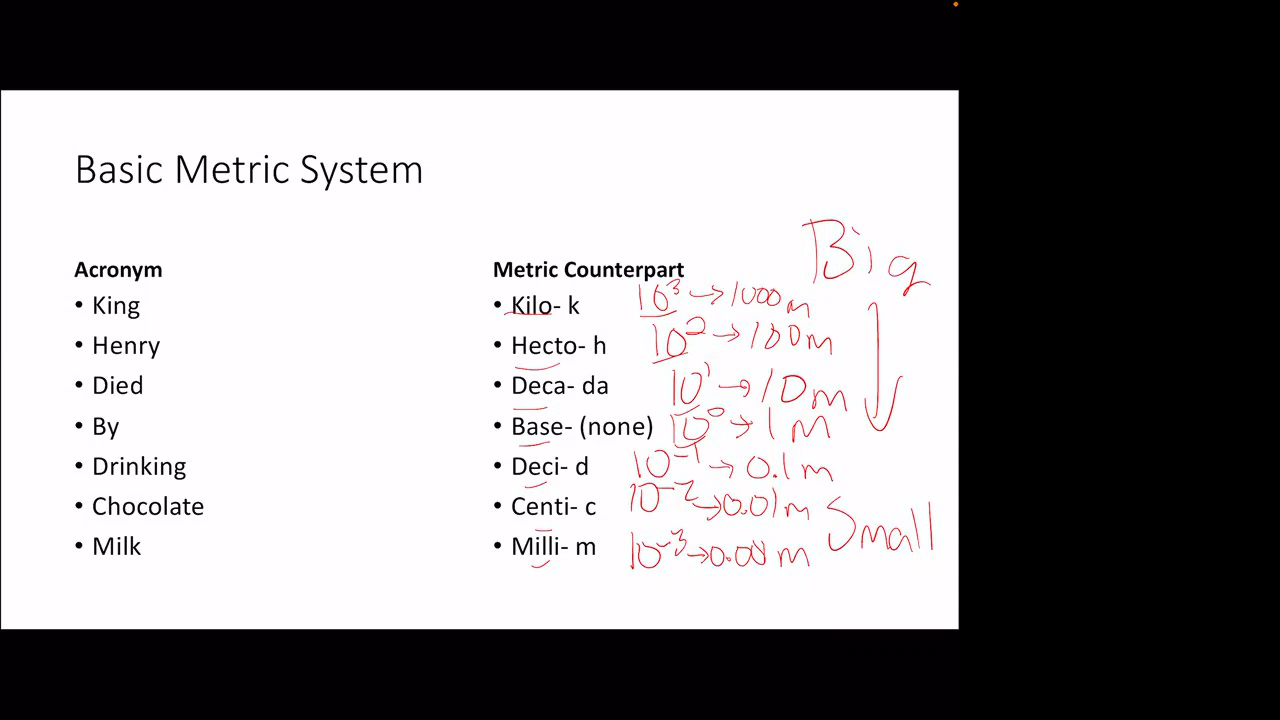 Basic Metric System
Big
Acronym
• King
• Henry
• Died
• By
• Drinking
• Chocolate
• Milk
Metric Counterpart
• Kilo- k 10³ → 1000m
• Hecto- h 10² → 100m
• Deca- da 10¹ → 10m
• Base- (none) 10⁰ → 1m
• Deci- d 10⁻¹ → 0.1m
• Centi- c 10⁻² → 0.01m
• Milli- m 10⁻³ → 0.001m
Small